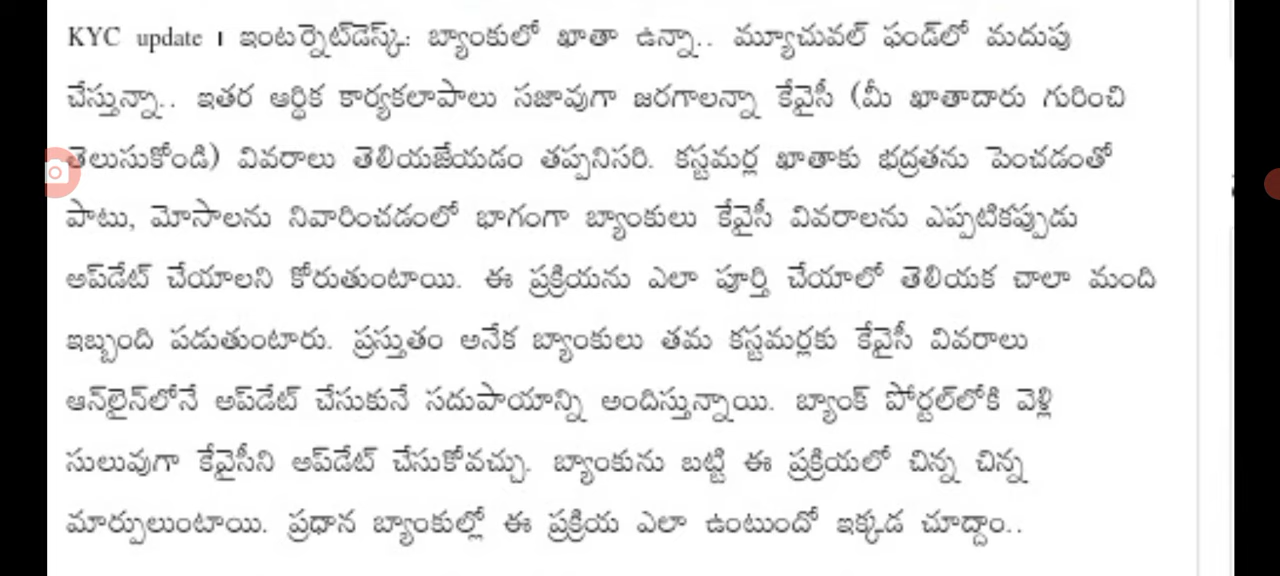 KYC update । ఇంటర్నెట్‌డెస్క్: బ్యాంకులో ఖాతా ఉన్నా.. మ్యూచువల్ ఫండ్‌లో మదుపు
చేస్తున్నా.. ఇతర ఆర్థిక కార్యకలాపాలు సజావుగా జరగాలన్నా కేవైసీ (మీ ఖాతాదారు గురించి
తెలుసుకోండి) వివరాలు తెలియజేయడం తప్పనిసరి. కస్టమర్ల ఖాతాకు భద్రతను పెంచడంతో
పాటు, మోసాలను నివారించడంలో భాగంగా బ్యాంకులు కేవైసీ వివరాలను ఎప్పటికప్పుడు
అప్‌డేట్ చేయాలని కోరుతుంటాయి. ఈ ప్రక్రియను ఎలా పూర్తి చేయాలో తెలియక చాలా మంది
ఇబ్బంది పడుతుంటారు. ప్రస్తుతం అనేక బ్యాంకులు తమ కస్టమర్లకు కేవైసీ వివరాలు
ఆన్‌లైన్‌లోనే అప్‌డేట్ చేసుకునే సదుపాయాన్ని అందిస్తున్నాయి. బ్యాంక్ పోర్టల్‌లోకి వెళ్లి
సులువుగా కేవైసీని అప్‌డేట్ చేసుకోవచ్చు. బ్యాంకును బట్టి ఈ ప్రక్రియలో చిన్న చిన్న
మార్పులుంటాయి. ప్రధాన బ్యాంకుల్లో ఈ ప్రక్రియ ఎలా ఉంటుందో ఇక్కడ చూద్దాం..